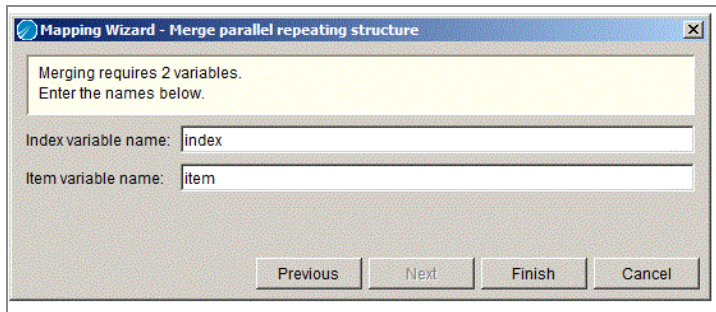 Mapping Wizard - Merge parallel repeating structure
Merging requires 2 variables.
Enter the names below.
Index variable name: index
Item variable name: item
Previous Next Finish Cancel